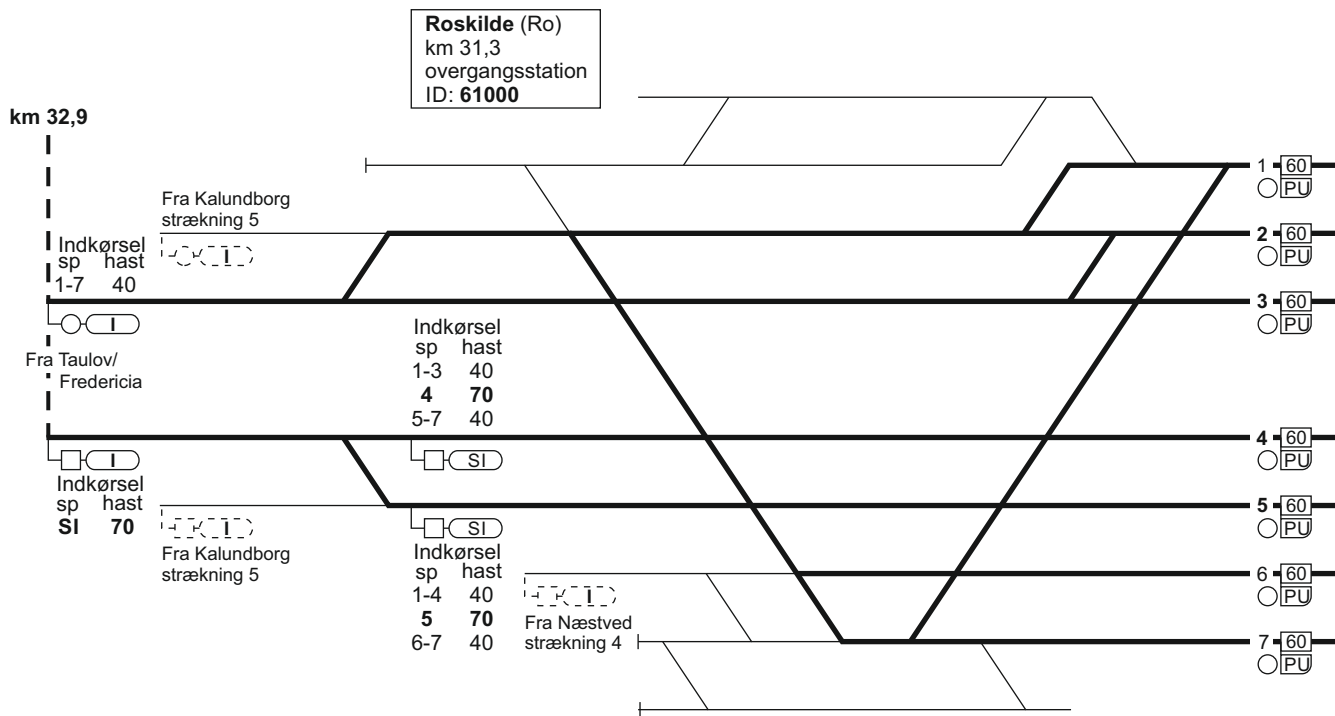 Roskilde (Ro)
km 31,3
overgangsstation
ID: 61000
km 32,9
Fra Kalundborg
strækning 5
I
Indkørsel
sp hast
1-7 40
I
Fra Taulov/
Fredericia
Indkørsel
sp hast
1-3 40
4 70
5-7 40
I
SI
Indkørsel
sp hast
SI 70
I
Fra Kalundborg
strækning 5
SI
Indkørsel
sp hast
1-4 40
5 70
6-7 40
I
Fra Næstved
strækning 4
1 60
PU
2 60
PU
3 60
PU
4 60
PU
5 60
PU
6 60
PU
7 60
PU